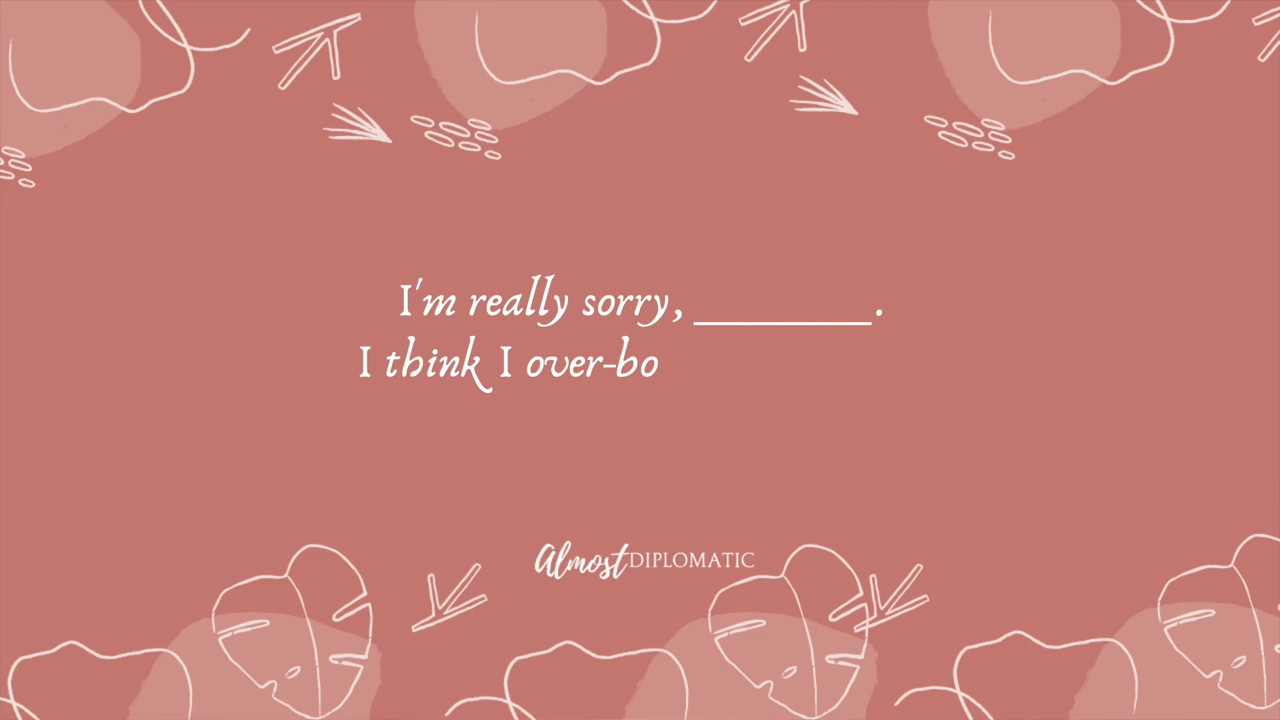 I'm really sorry, ________.
I think I over-bo
Almost DIPLOMATIC